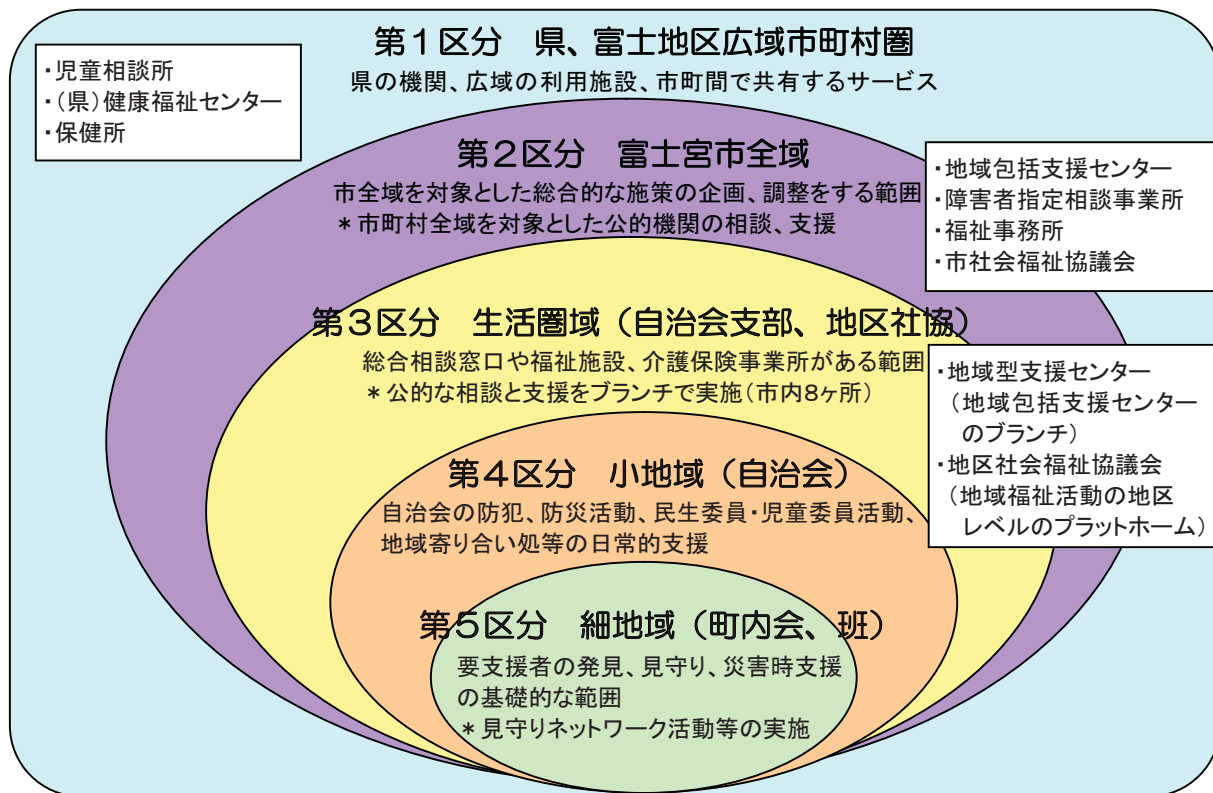 第1区分　県、富士地区広域市町村圏
県の機関、広域の利用施設、市町間で共有するサービス
・児童相談所
・(県)健康福祉センター
・保健所
第2区分　富士宮市全域
市全域を対象とした総合的な施策の企画、調整をする範囲
＊市町村全域を対象とした公的機関の相談、支援
・地域包括支援センター
・障害者指定相談事業所
・福祉事務所
・市社会福祉協議会
第3区分　生活圏域（自治会支部、地区社協）
総合相談窓口や福祉施設、介護保険事業所がある範囲
＊公的な相談と支援をブランチで実施(市内8ヶ所)
・地域型支援センター
（地域包括支援センター
のブランチ）
・地区社会福祉協議会
（地域福祉活動の地区
レベルのプラットホーム）
第4区分　小地域（自治会）
自治会の防犯、防災活動、民生委員・児童委員活動、
地域寄り合い処等の日常的支援
第5区分　細地域（町内会、班）
要支援者の発見、見守り、災害時支援
の基礎的な範囲
＊見守りネットワーク活動等の実施